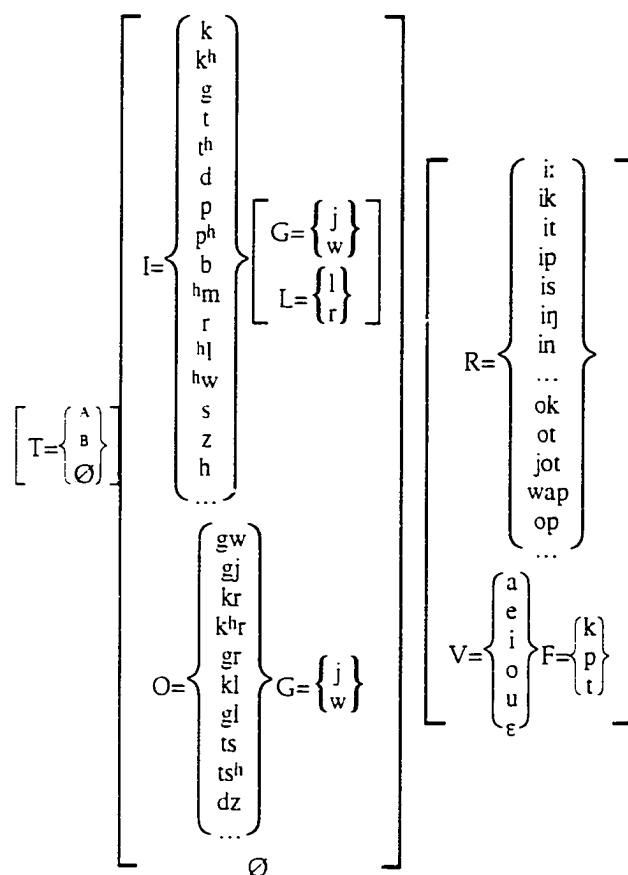 T=
A
B
∅
I=
k
kʰ
g
t
tʰ
d
p
pʰ
b
ʰm
r
ʰl
ʰw
s
z
h
...
G=
j
w
L=
l
r
O=
gw
gj
kr
kʰr
gr
kl
gl
ts
tsʰ
dz
...
G=
j
w
∅
R=
iː
ik
it
ip
is
iŋ
in
...
ok
ot
jot
wap
op
...
V=
a
e
i
o
u
ɛ
F=
k
p
t